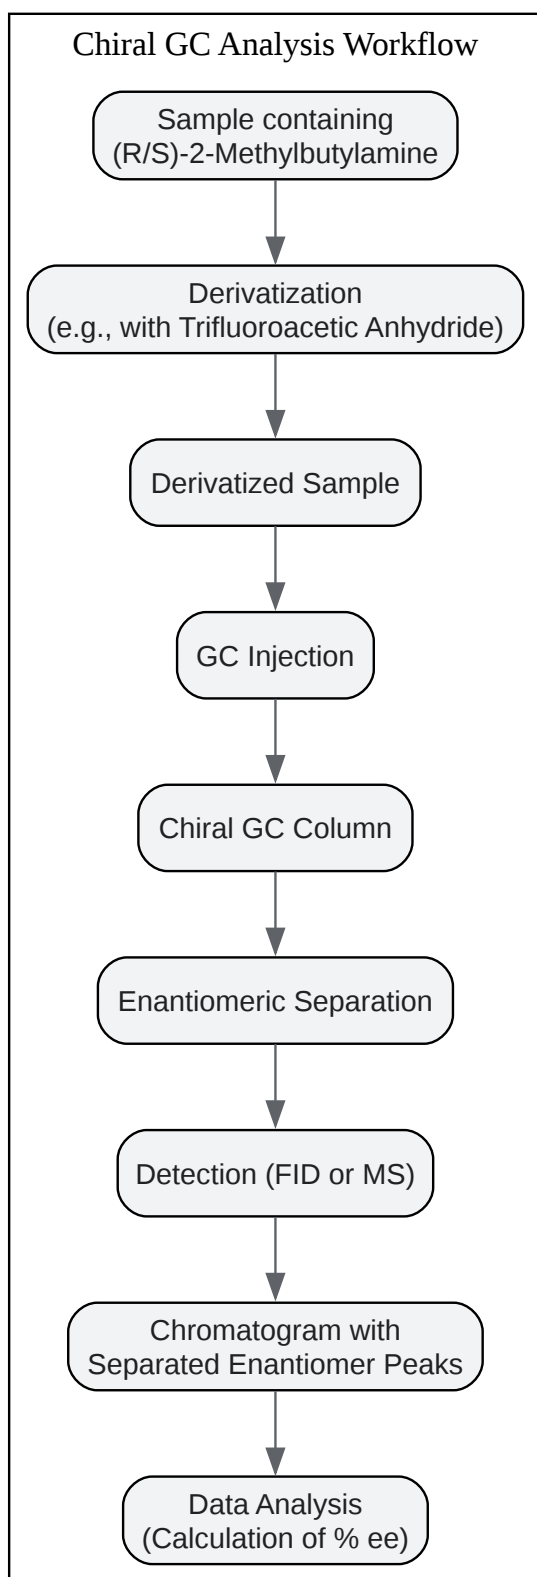 Chiral GC Analysis Workflow
Sample containing
(R/S)-2-Methylbutylamine
Derivatization
(e.g., with Trifluoroacetic Anhydride)
Derivatized Sample
GC Injection
Chiral GC Column
Enantiomeric Separation
Detection (FID or MS)
Chromatogram with
Separated Enantiomer Peaks
Data Analysis
(Calculation of % ee)